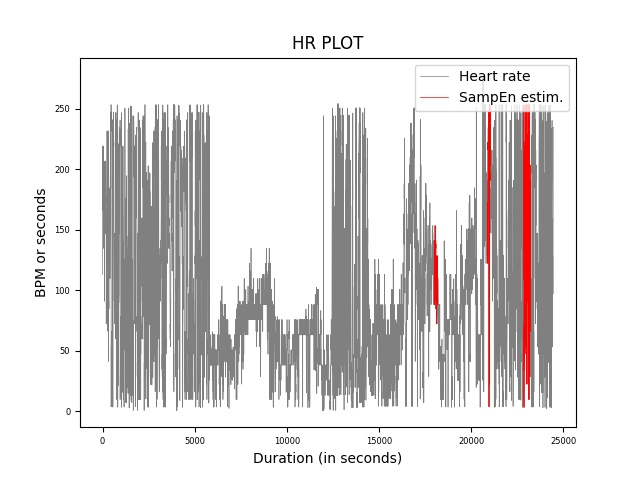 HR PLOT
Heart rate
SampEn estim.
BPM or seconds
250
200
150
100
50
0
0 5000 10000 15000 20000 25000
Duration (in seconds)